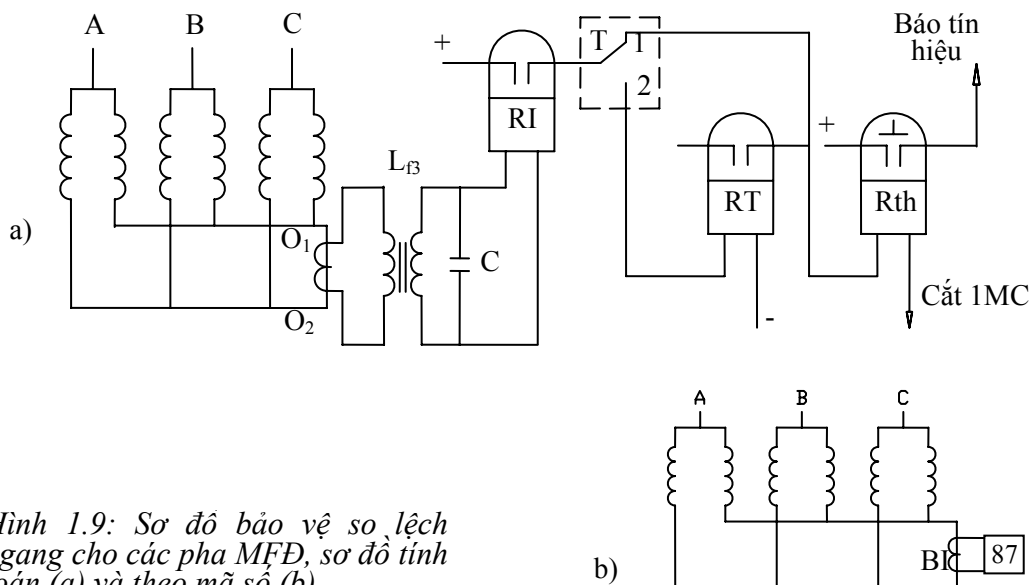 A
B
C
+
RI
T
1
2
Báo tín
hiệu
+
RT
Rth
L_f3
a)
O₁
C
O₂
-
Cắt 1MC
A
B
C
BI
87
b)
Hình 1.9: Sơ đồ bảo vệ so lệch
ngang cho các pha MFĐ, sơ đồ tính
toán (a) và theo mã số (b)